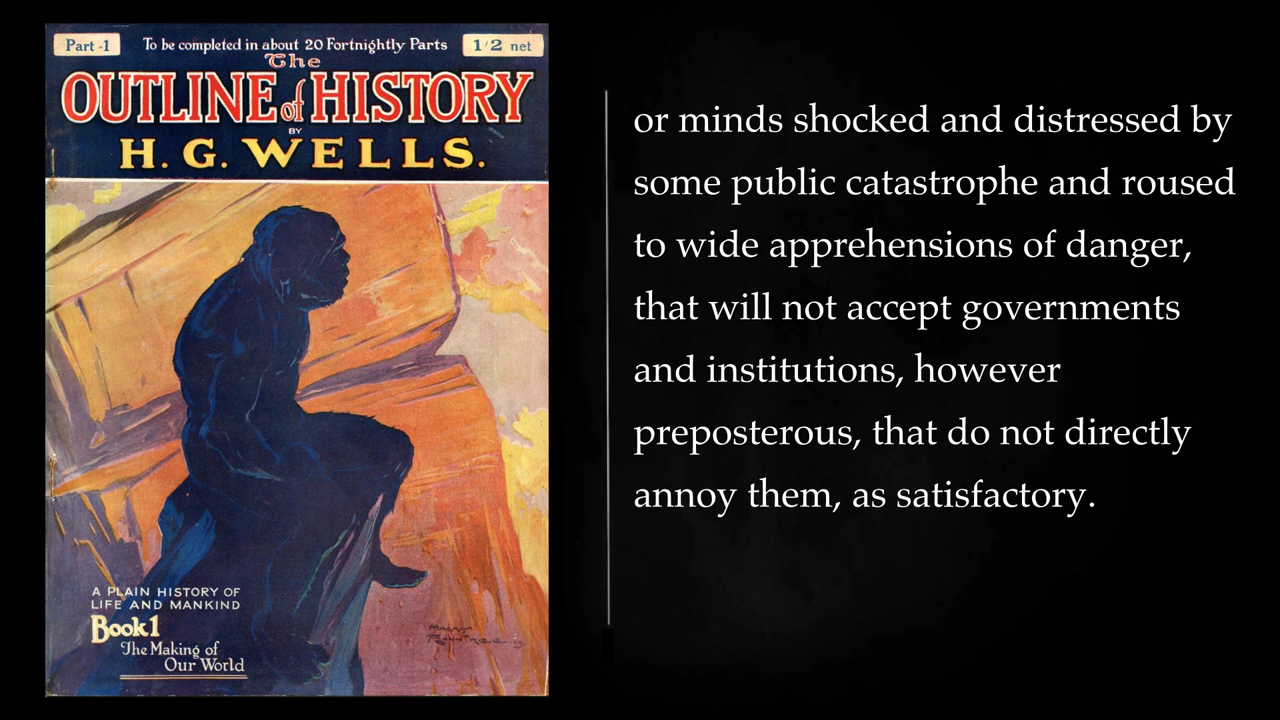 Part -1
To be completed in about 20 Fortnightly Parts
1/2 net
The
OUTLINE of HISTORY
BY
H. G. WELLS.
A PLAIN HISTORY OF
LIFE AND MANKIND
Book 1
The Making of
Our World
or minds shocked and distressed by
some public catastrophe and roused
to wide apprehensions of danger,
that will not accept governments
and institutions, however
preposterous, that do not directly
annoy them, as satisfactory.